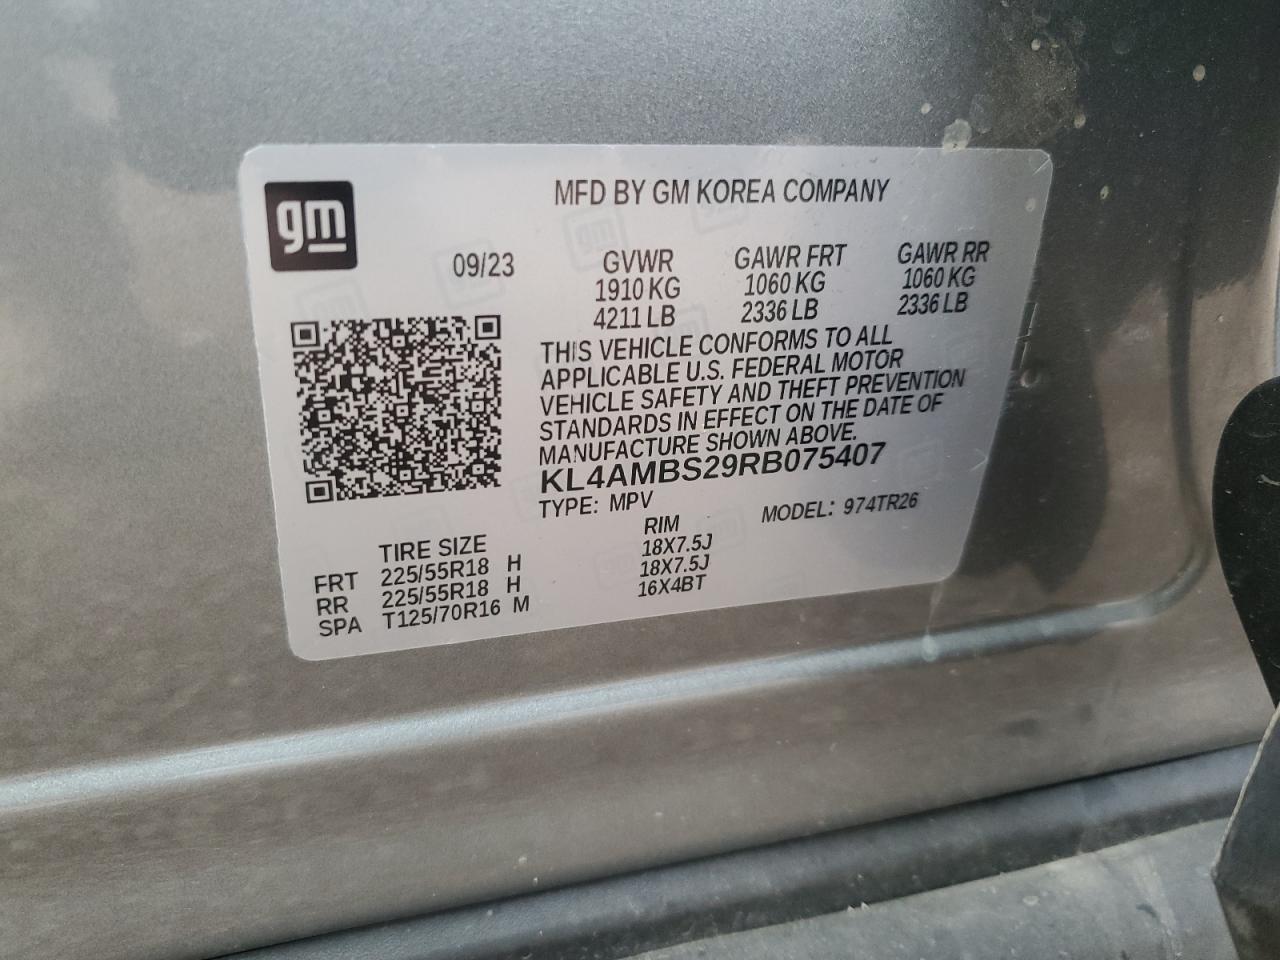 gm
MFD BY GM KOREA COMPANY
09/23 GVWR GAWR FRT GAWR RR
1910 KG 1060 KG 1060 KG
4211 LB 2336 LB 2336 LB
THIS VEHICLE CONFORMS TO ALL
APPLICABLE U.S. FEDERAL MOTOR
VEHICLE SAFETY AND THEFT PREVENTION
STANDARDS IN EFFECT ON THE DATE OF
MANUFACTURE SHOWN ABOVE.
KL4AMBS29RB075407
TYPE: MPV MODEL: 974TR26
TIRE SIZE RIM
FRT 225/55R18 H 18X7.5J
RR 225/55R18 H 18X7.5J
SPA T125/70R16 M 16X4BT